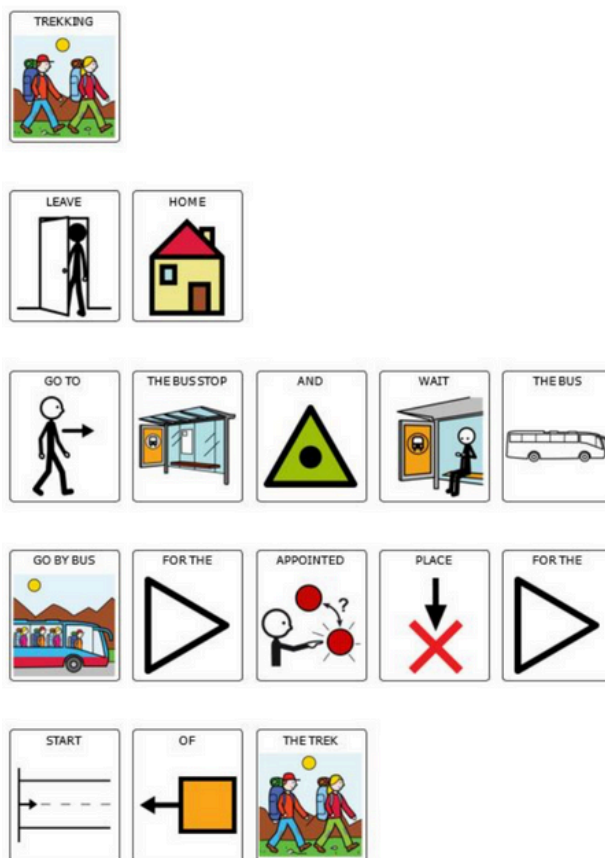 TREKKING
LEAVE HOME
GO TO THE BUS STOP AND WAIT THE BUS
GO BY BUS FOR THE APPOINTED PLACE FOR THE
?
START OF THE TREK